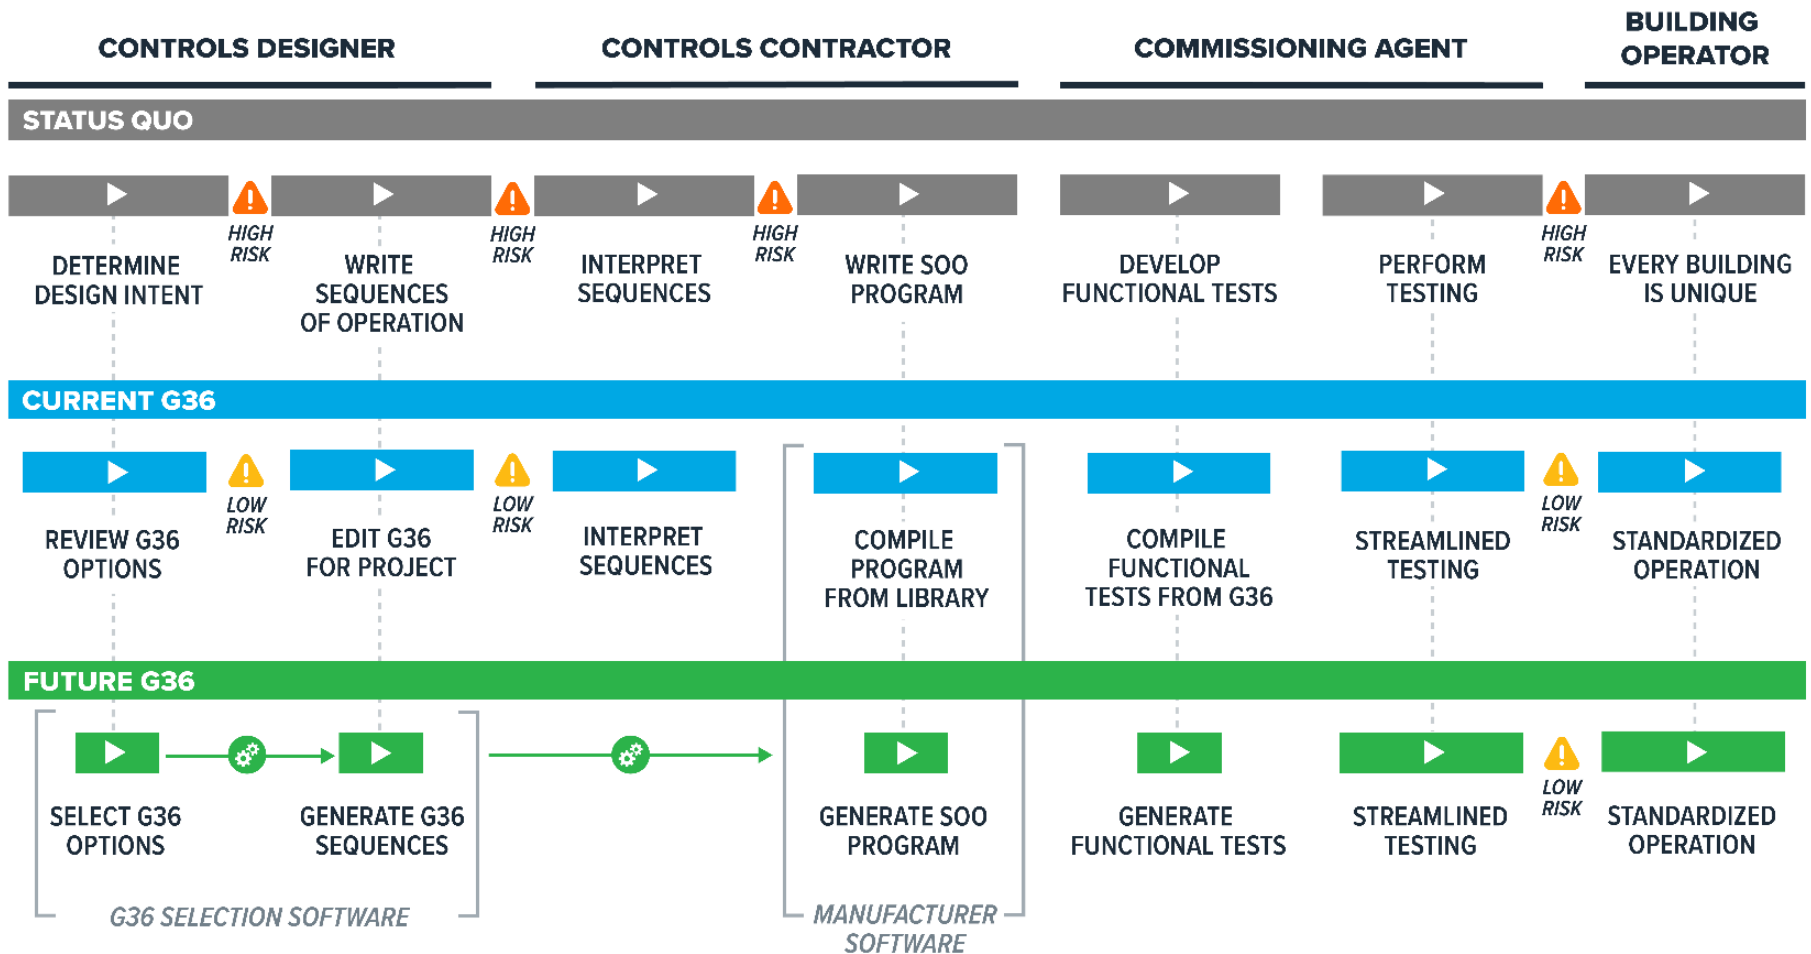 CONTROLS DESIGNER
CONTROLS CONTRACTOR
COMMISSIONING AGENT
BUILDING
OPERATOR
STATUS QUO
HIGH
RISK
HIGH
RISK
HIGH
RISK
HIGH
RISK
DETERMINE
DESIGN INTENT
WRITE
SEQUENCES
OF OPERATION
INTERPRET
SEQUENCES
WRITE SOO
PROGRAM
DEVELOP
FUNCTIONAL TESTS
PERFORM
TESTING
EVERY BUILDING
IS UNIQUE
CURRENT G36
LOW
RISK
LOW
RISK
LOW
RISK
REVIEW G36
OPTIONS
EDIT G36
FOR PROJECT
INTERPRET
SEQUENCES
COMPILE
PROGRAM
FROM LIBRARY
COMPILE
FUNCTIONAL
TESTS FROM G36
STREAMLINED
TESTING
STANDARDIZED
OPERATION
FUTURE G36
LOW
RISK
SELECT G36
OPTIONS
GENERATE G36
SEQUENCES
GENERATE SOO
PROGRAM
GENERATE
FUNCTIONAL TESTS
STREAMLINED
TESTING
STANDARDIZED
OPERATION
G36 SELECTION SOFTWARE
MANUFACTURER
SOFTWARE